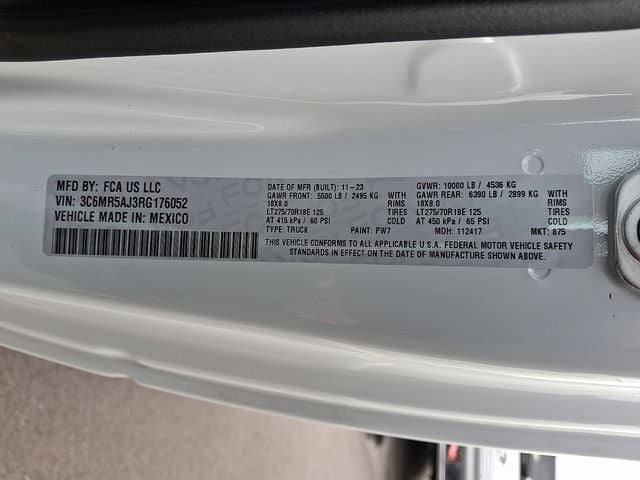 MFD BY: FCA US LLC
VIN: 3C6MR5AJ3RG176052
VEHICLE MADE IN: MEXICO
DATE OF MFR (BUILT): 11-23 GVWR: 10000 LB / 4536 KG
GAWR FRONT: 5500 LB / 2495 KG WITH GAWR REAR: 6390 LB / 2899 KG WITH
18X8.0 RIMS 18X8.0 RIMS
LT275/70R18E 125 TIRES LT275/70R18E 125 TIRES
AT 415 kPa / 60 PSI COLD AT 450 kPa / 65 PSI COLD
TYPE: TRUCK PAINT: PW7 MDH: 112417 MKT: 875
THIS VEHICLE CONFORMS TO ALL APPLICABLE U.S.A. FEDERAL MOTOR VEHICLE SAFETY
STANDARDS IN EFFECT ON THE DATE OF MANUFACTURE SHOWN ABOVE.